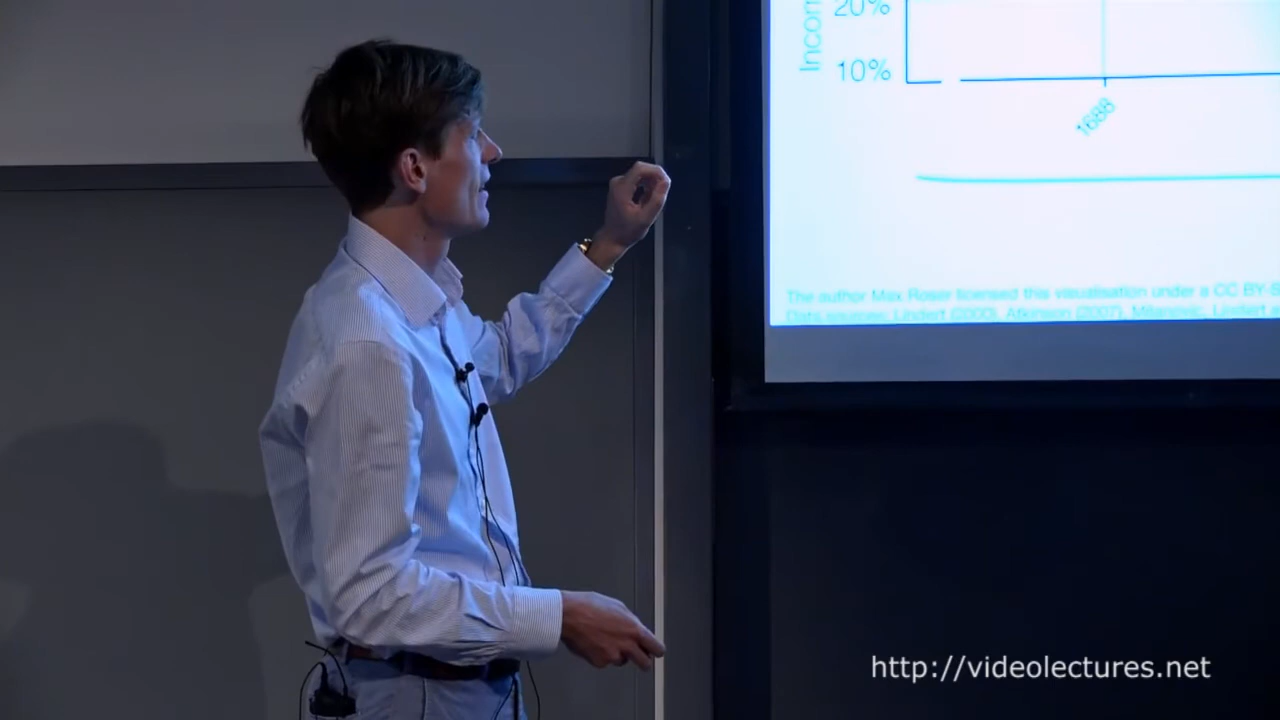 20%
Incom
10%
1688
The author Max Roser licensed this visualisation under a CC BY-S
Data sources: Lindert (2000), Atkinson (2007), Milanovic, Lindert a
http://videolectures.net